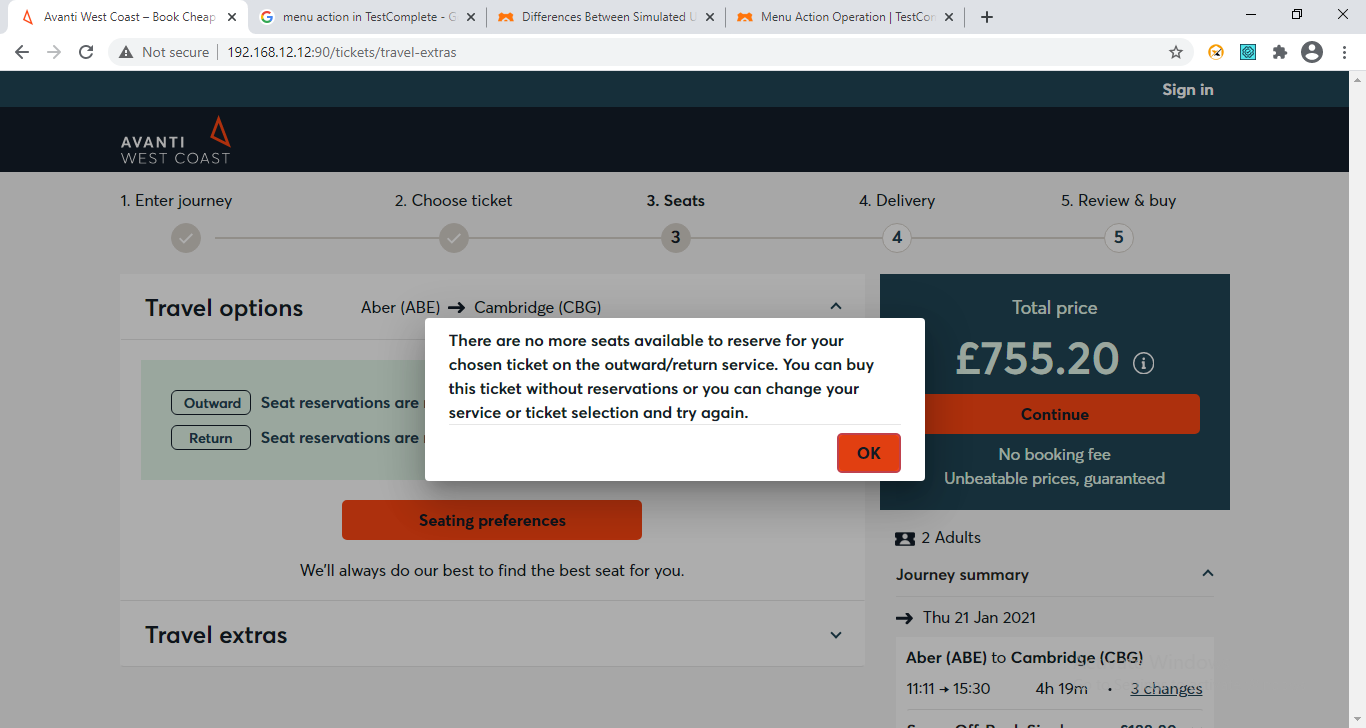 Avanti West Coast – Book Cheap
menu action in TestComplete - G
Differences Between Simulated U
Menu Action Operation | TestCom
Not secure
192.168.12.12:90/tickets/travel-extras
Sign in
AVANTI
WEST COAST
1. Enter journey
2. Choose ticket
3. Seats
4. Delivery
5. Review & buy
3
4
5
Travel options
Aber (ABE) → Cambridge (CBG)
Outward Seat reservations are
Return Seat reservations are
There are no more seats available to reserve for your
chosen ticket on the outward/return service. You can buy
this ticket without reservations or you can change your
service or ticket selection and try again.
OK
Seating preferences
We'll always do our best to find the best seat for you.
Travel extras
Total price
£755.20
Continue
No booking fee
Unbeatable prices, guaranteed
2 Adults
Journey summary
→ Thu 21 Jan 2021
Aber (ABE) to Cambridge (CBG)
11:11 → 15:30 4h 19m · 3 changes